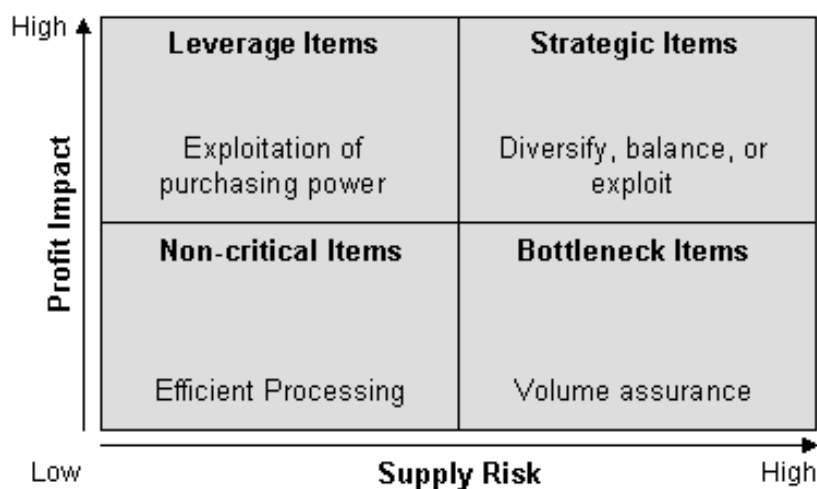 High
Leverage Items
Strategic Items
Exploitation of
purchasing power
Diversify, balance, or
exploit
Profit Impact
Non-critical Items
Bottleneck Items
Efficient Processing
Volume assurance
Low
Supply Risk
High